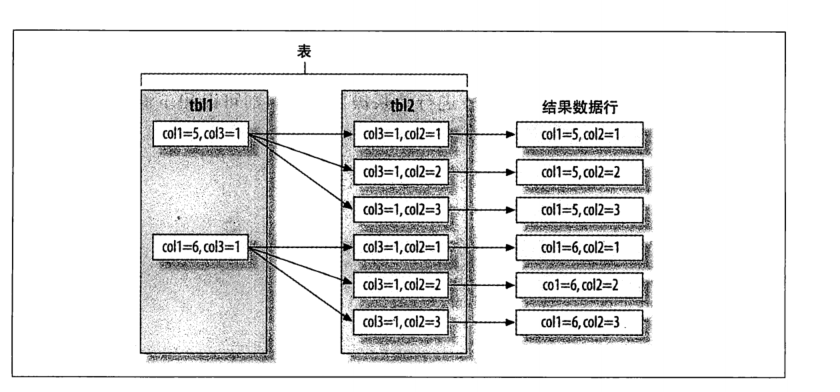 表
tbl1
tbl2
结果数据行
col1=5, col3=1
col3=1, col2=1
col1=5, col2=1
col3=1, col2=2
col1=5, col2=2
col3=1, col2=3
col1=5, col2=3
col1=6, col3=1
col3=1, col2=1
col1=6, col2=1
col3=1, col2=2
co1=6, col2=2
col3=1, col2=3
col1=6, col2=3